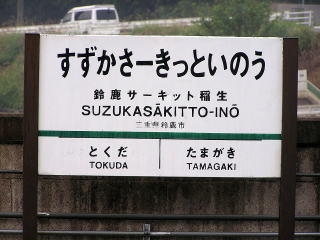 すずかさーきっといのう
鈴鹿サーキット稲生
SUZUKASĀKITTO-INŌ
三重県鈴鹿市
とくだ たまがき
TOKUDA TAMAGAKI